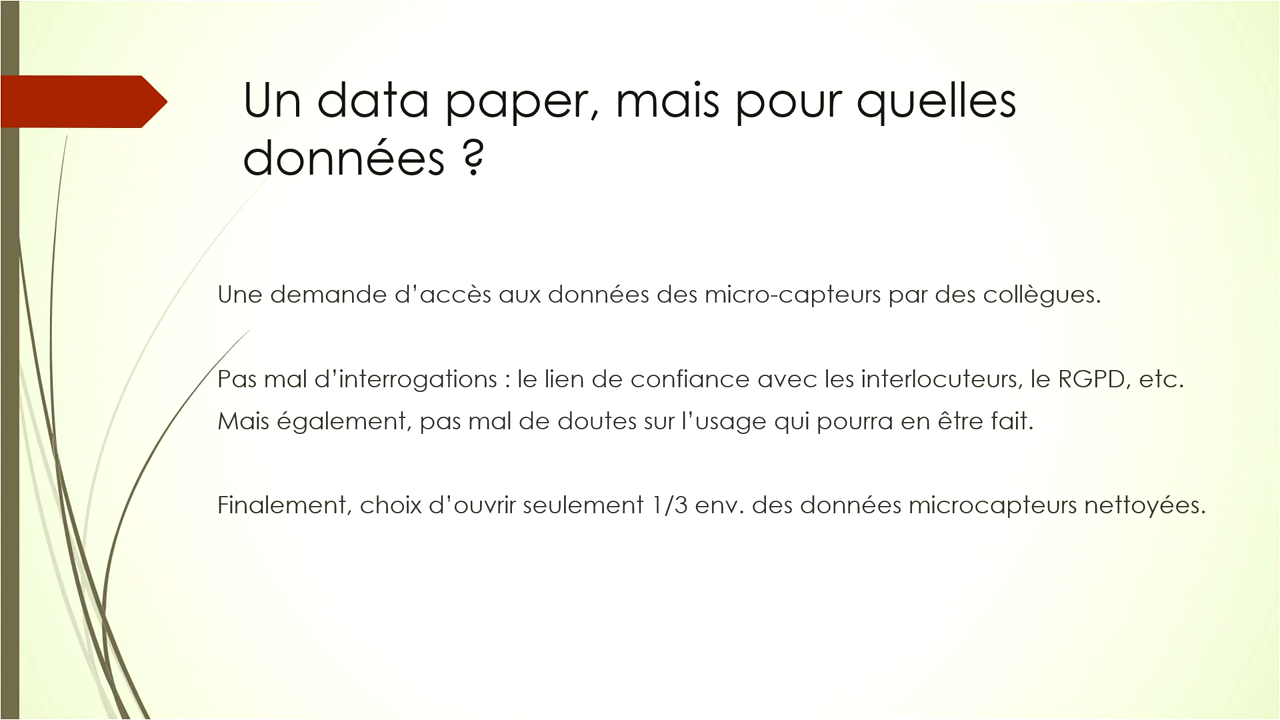 Un data paper, mais pour quelles
données ?
Une demande d’accès aux données des micro-capteurs par des collègues.
Pas mal d’interrogations : le lien de confiance avec les interlocuteurs, le RGPD, etc.
Mais également, pas mal de doutes sur l’usage qui pourra en être fait.
Finalement, choix d’ouvrir seulement 1/3 env. des données microcapteurs nettoyées.